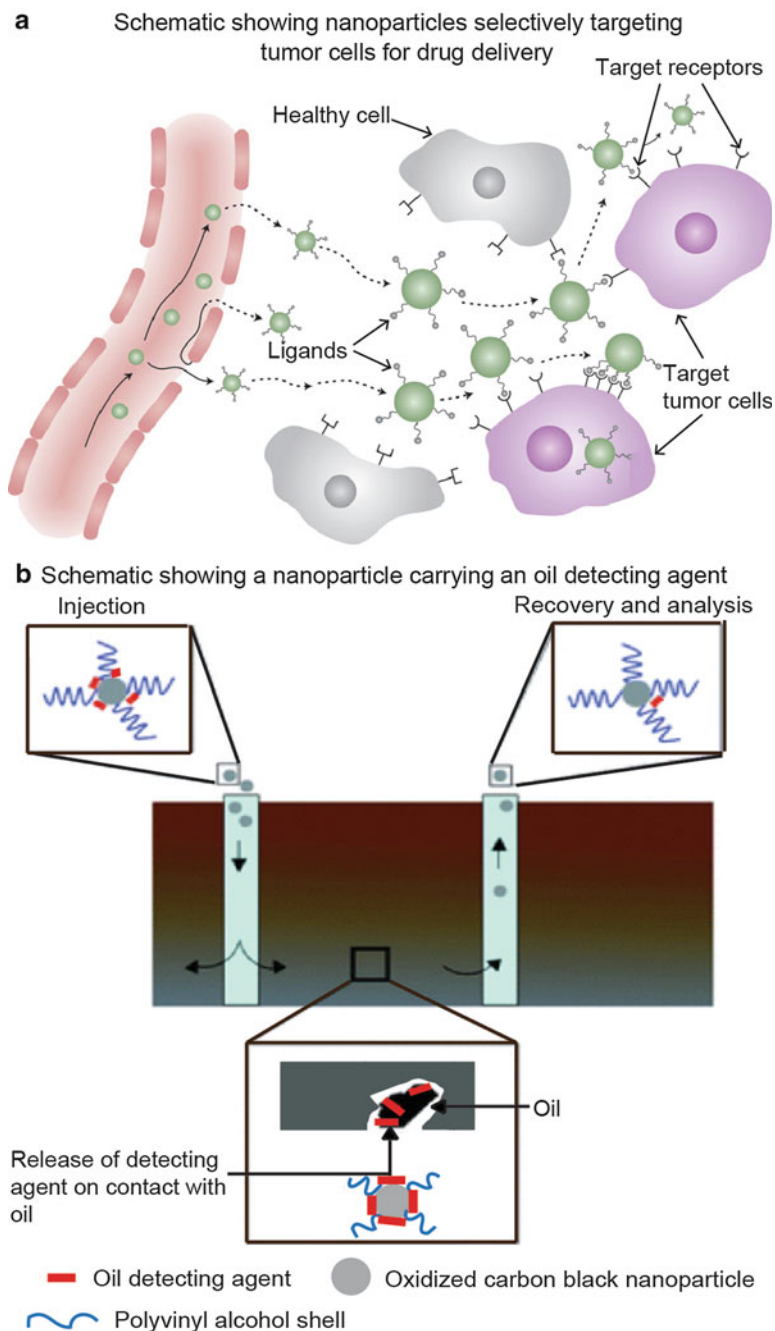 a
Schematic showing nanoparticles selectively targeting
tumor cells for drug delivery
Target receptors
Healthy cell
Ligands
Target
tumor cells
b Schematic showing a nanoparticle carrying an oil detecting agent
Injection
Recovery and analysis
Oil
Release of detecting
agent on contact with
oil
Oil detecting agent
Oxidized carbon black nanoparticle
Polyvinyl alcohol shell